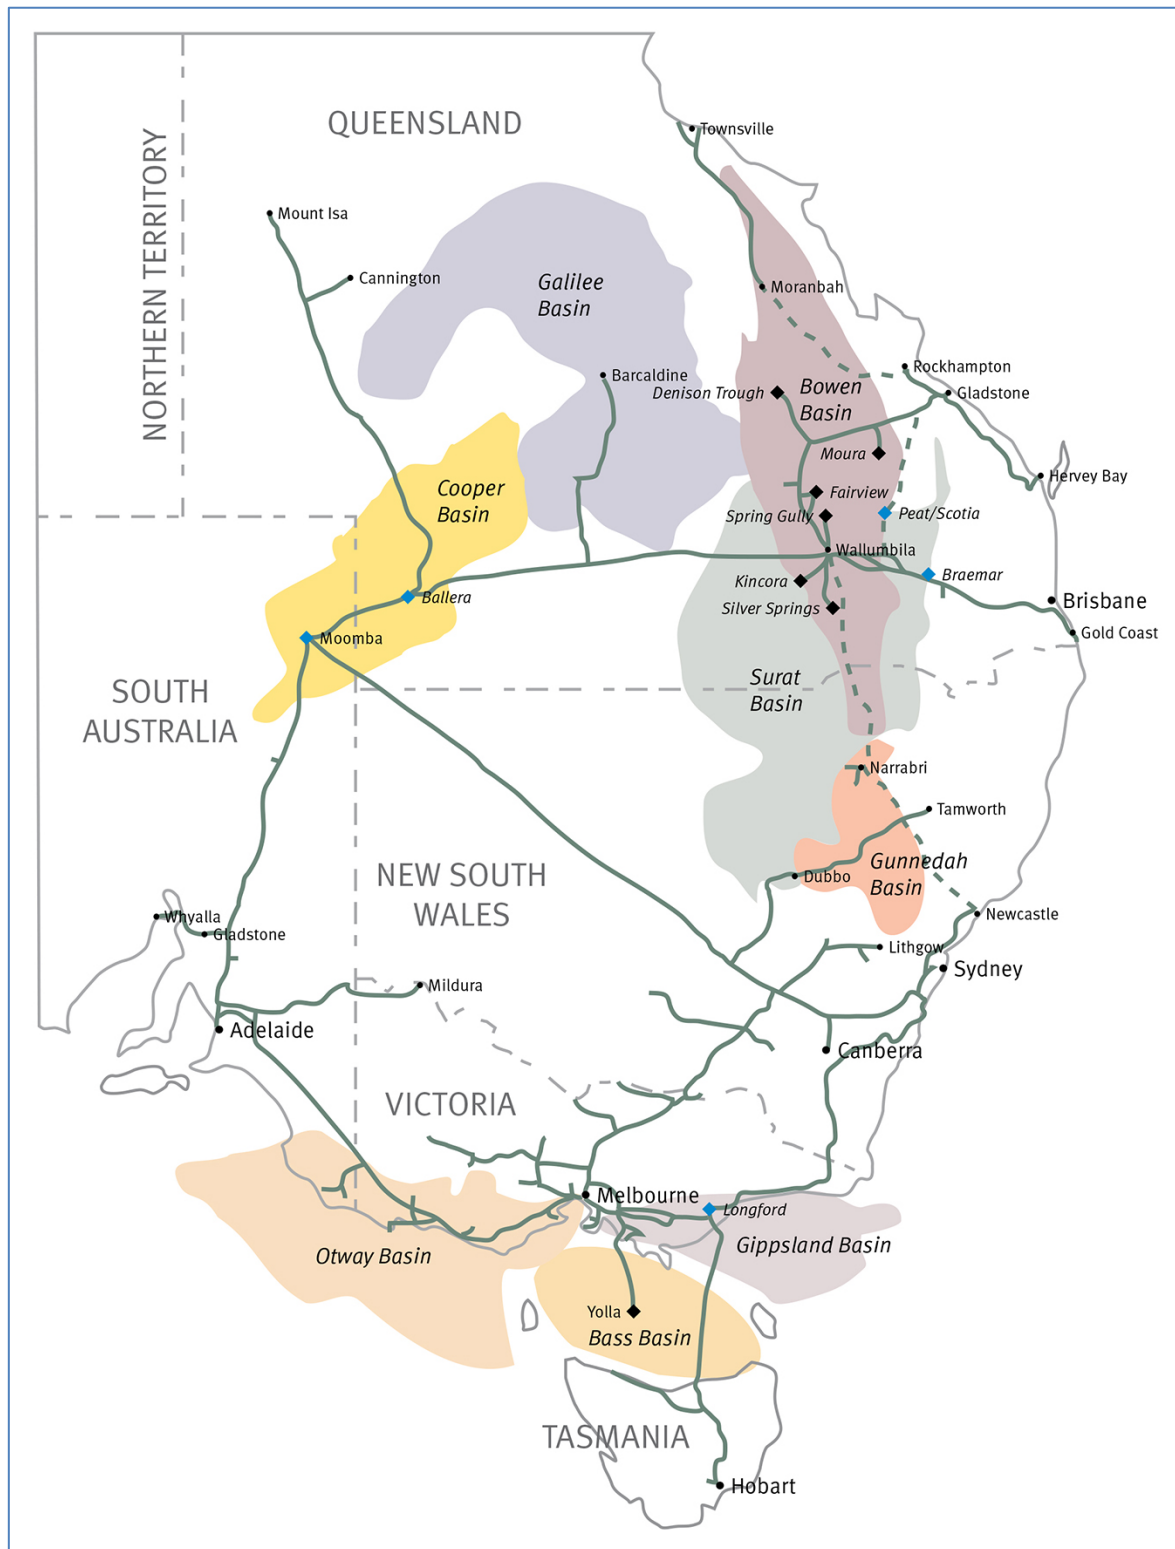 QUEENSLAND
NORTHERN TERRITORY
Townsville
Mount Isa
Cannington
Galilee
Basin
Moranbah
Barcaldine
Denison Trough
Bowen
Basin
Rockhampton
Gladstone
Moura
Hervey Bay
Cooper
Basin
Fairview
Spring Gully
Peat/Scotia
Wallumbila
Kincora
Braemar
Ballera
Silver Springs
Brisbane
Gold Coast
Moomba
SOUTH
AUSTRALIA
Surat
Basin
Narrabri
Tamworth
NEW SOUTH
WALES
Dubbo
Gunnedah
Basin
Whyalla
Gladstone
Newcastle
Lithgow
Sydney
Mildura
Adelaide
Canberra
VICTORIA
Melbourne
Longford
Otway Basin
Gippsland Basin
Yolla
Bass Basin
TASMANIA
Hobart